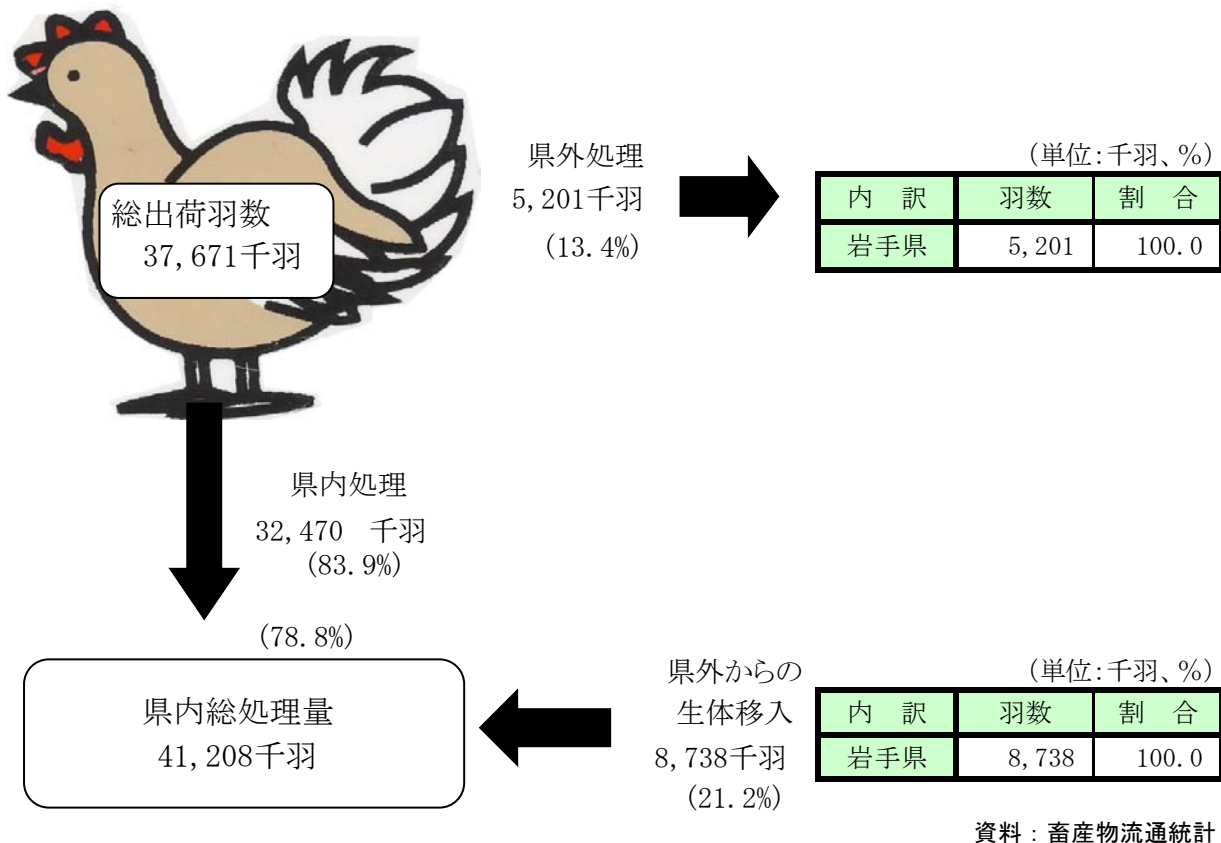 総出荷羽数
37,671千羽
県外処理
5,201千羽
(13.4%)
(単位:千羽、%)
内 訳 羽数 割 合
岩手県 5,201 100.0
県内処理
32,470 千羽
(83.9%)
(78.8%)
県内総処理量
41,208千羽
県外からの
生体移入
8,738千羽
(21.2%)
(単位:千羽、%)
内 訳 羽数 割 合
岩手県 8,738 100.0
資料：畜産物流通統計